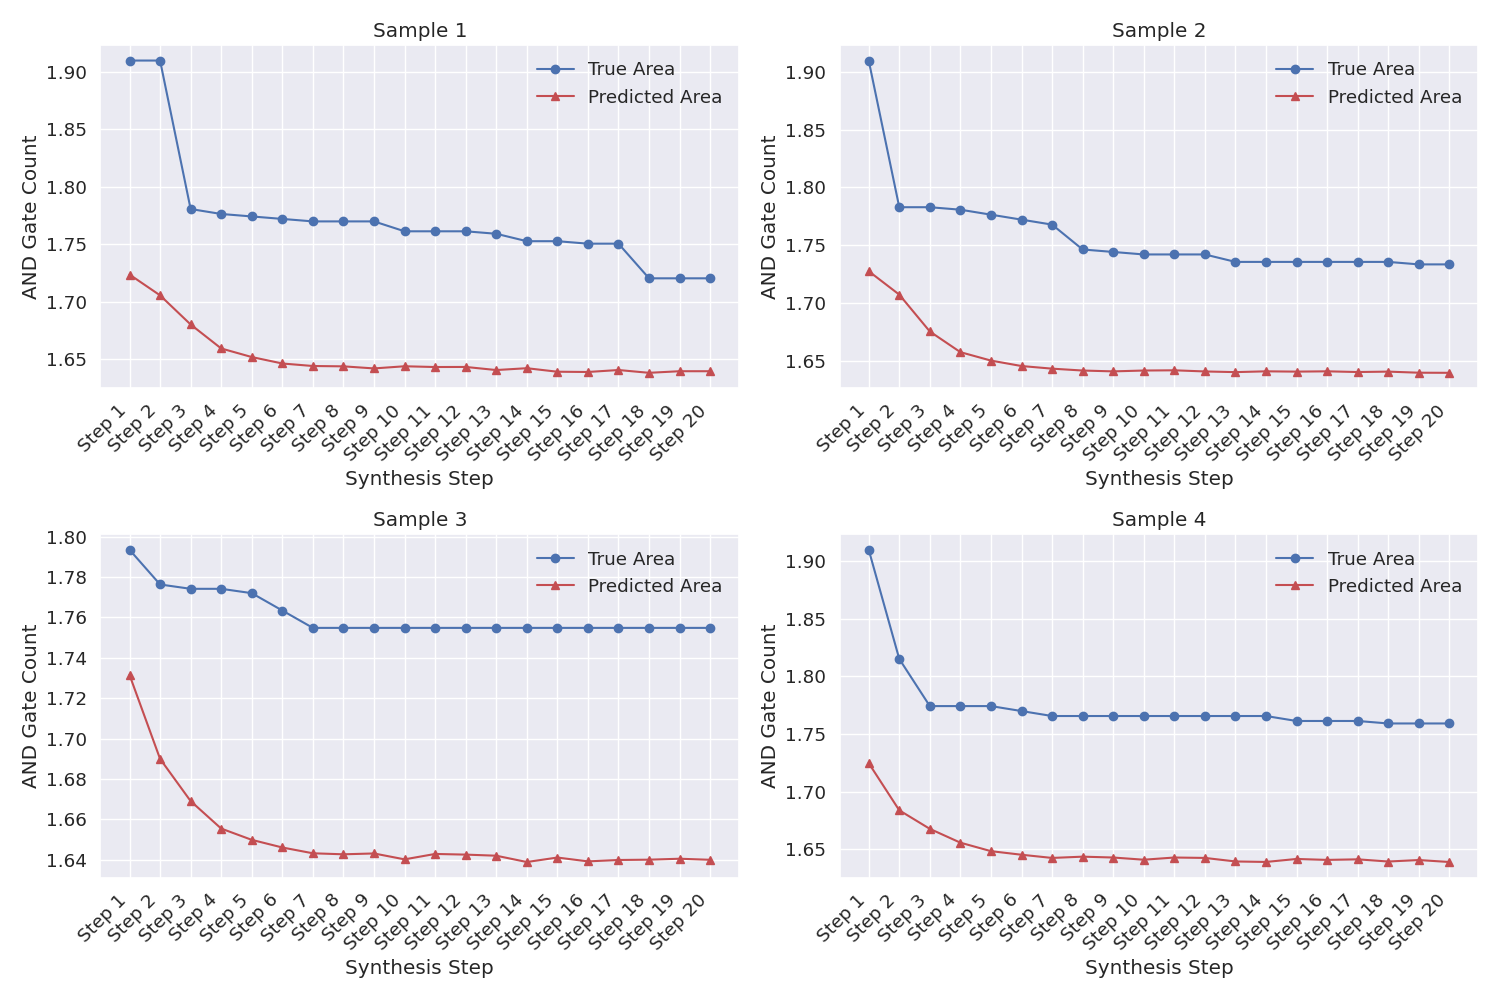 Sample 1
AND Gate Count
1.90
1.85
1.80
1.75
1.70
1.65
True Area
Predicted Area
Step 1
Step 2
Step 3
Step 4
Step 5
Step 6
Step 7
Step 8
Step 9
Step 10
Step 11
Step 12
Step 13
Step 14
Step 15
Step 16
Step 17
Step 18
Step 19
Step 20
Synthesis Step
Sample 2
AND Gate Count
1.90
1.85
1.80
1.75
1.70
1.65
True Area
Predicted Area
Step 1
Step 2
Step 3
Step 4
Step 5
Step 6
Step 7
Step 8
Step 9
Step 10
Step 11
Step 12
Step 13
Step 14
Step 15
Step 16
Step 17
Step 18
Step 19
Step 20
Synthesis Step
Sample 3
AND Gate Count
1.80
1.78
1.76
1.74
1.72
1.70
1.68
1.66
1.64
True Area
Predicted Area
Step 1
Step 2
Step 3
Step 4
Step 5
Step 6
Step 7
Step 8
Step 9
Step 10
Step 11
Step 12
Step 13
Step 14
Step 15
Step 16
Step 17
Step 18
Step 19
Step 20
Synthesis Step
Sample 4
AND Gate Count
1.90
1.85
1.80
1.75
1.70
1.65
True Area
Predicted Area
Step 1
Step 2
Step 3
Step 4
Step 5
Step 6
Step 7
Step 8
Step 9
Step 10
Step 11
Step 12
Step 13
Step 14
Step 15
Step 16
Step 17
Step 18
Step 19
Step 20
Synthesis Step